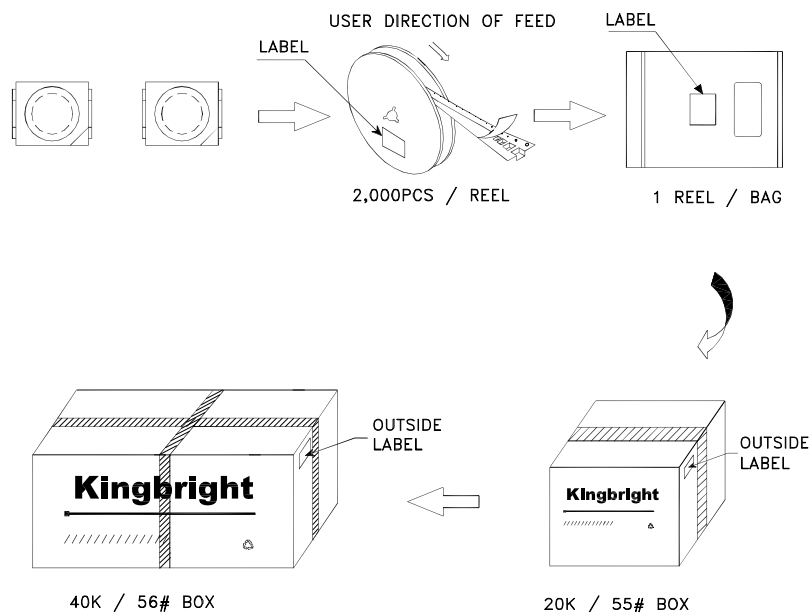 USER DIRECTION OF FEED
LABEL
LABEL
2,000PCS / REEL
1 REEL / BAG
OUTSIDE
LABEL
Kingbright
40K / 56# BOX
OUTSIDE
LABEL
Kingbright
20K / 55# BOX